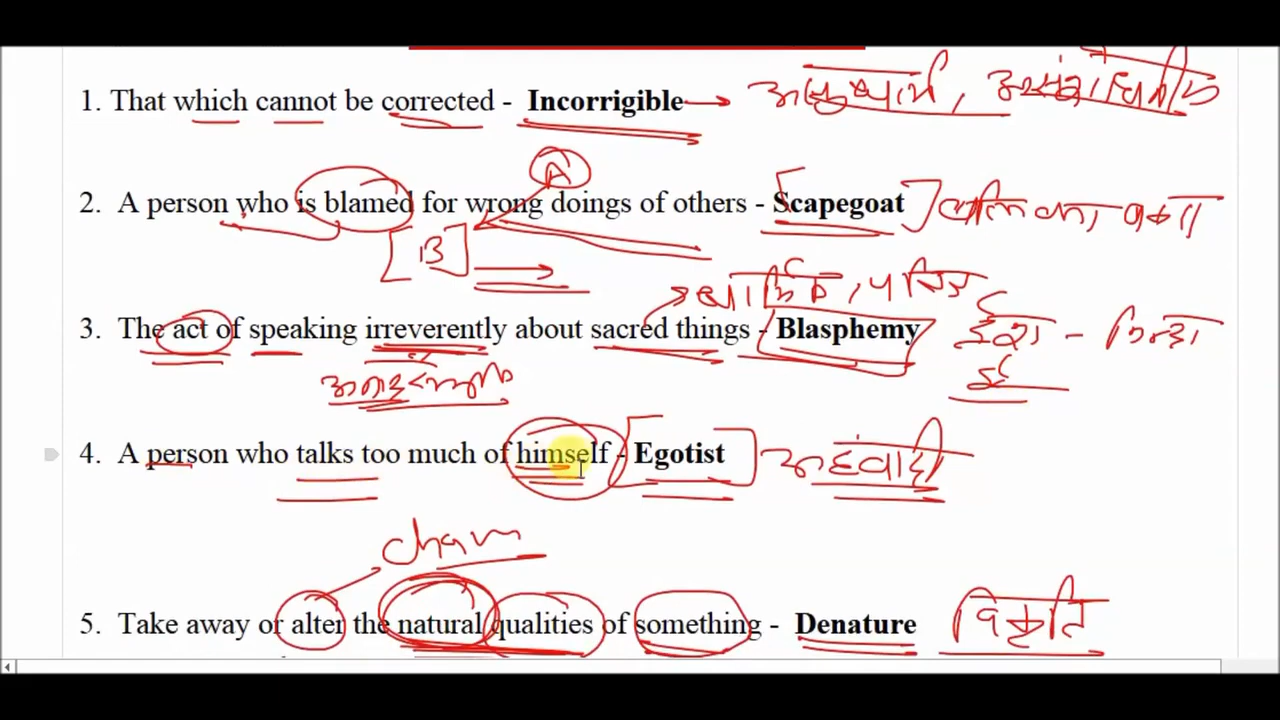 1. That which cannot be corrected - Incorrigible
A
2. A person who is blamed for wrong doings of others - Scapegoat बलि का बकरा
B
3. The act of speaking irreverently about sacred things - Blasphemy निन्दा
4. A person who talks too much of himself - Egotist अहंवादी
5. Take away or alter the natural qualities of something - Denature विकृति